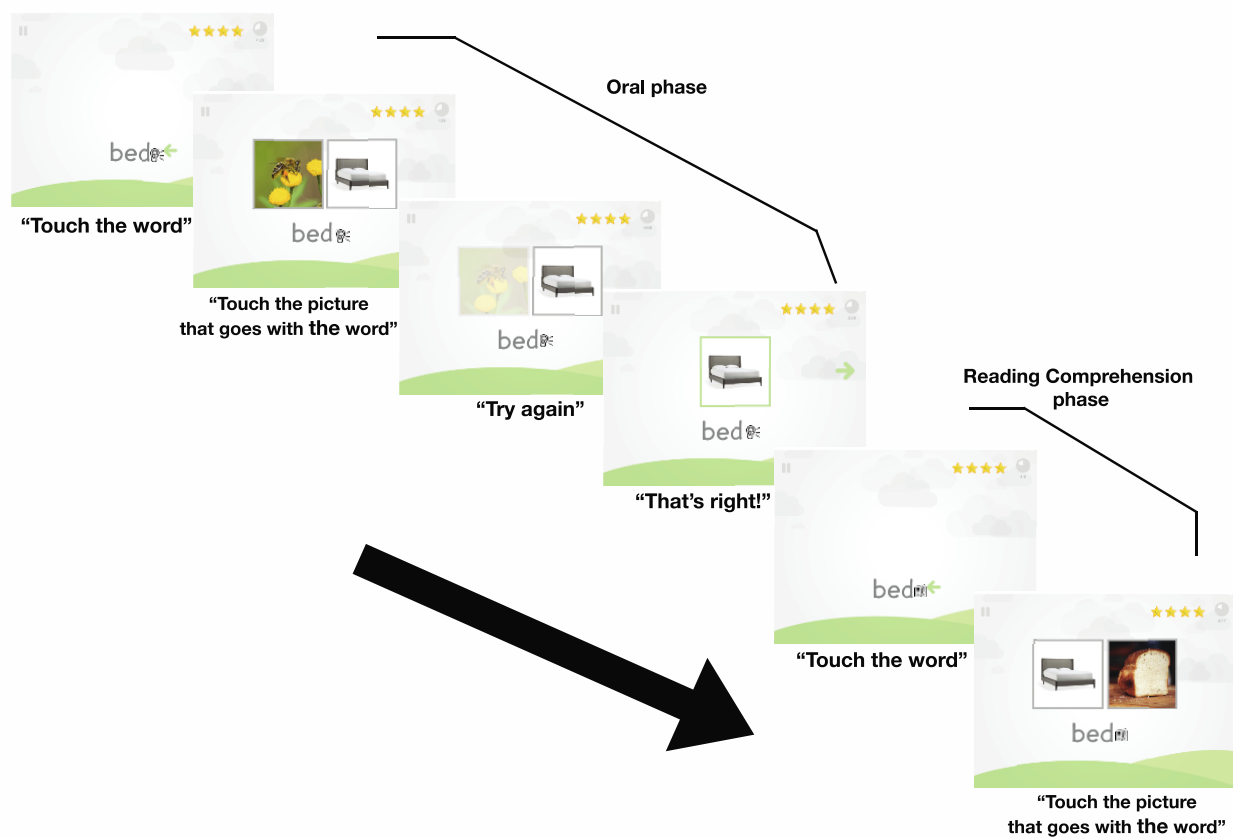 Oral phase
bed
“Touch the word”
bed
“Touch the picture
that goes with the word”
bed
“Try again”
bed
“That’s right!”
Reading Comprehension
phase
bed
“Touch the word”
bed
“Touch the picture
that goes with the word”